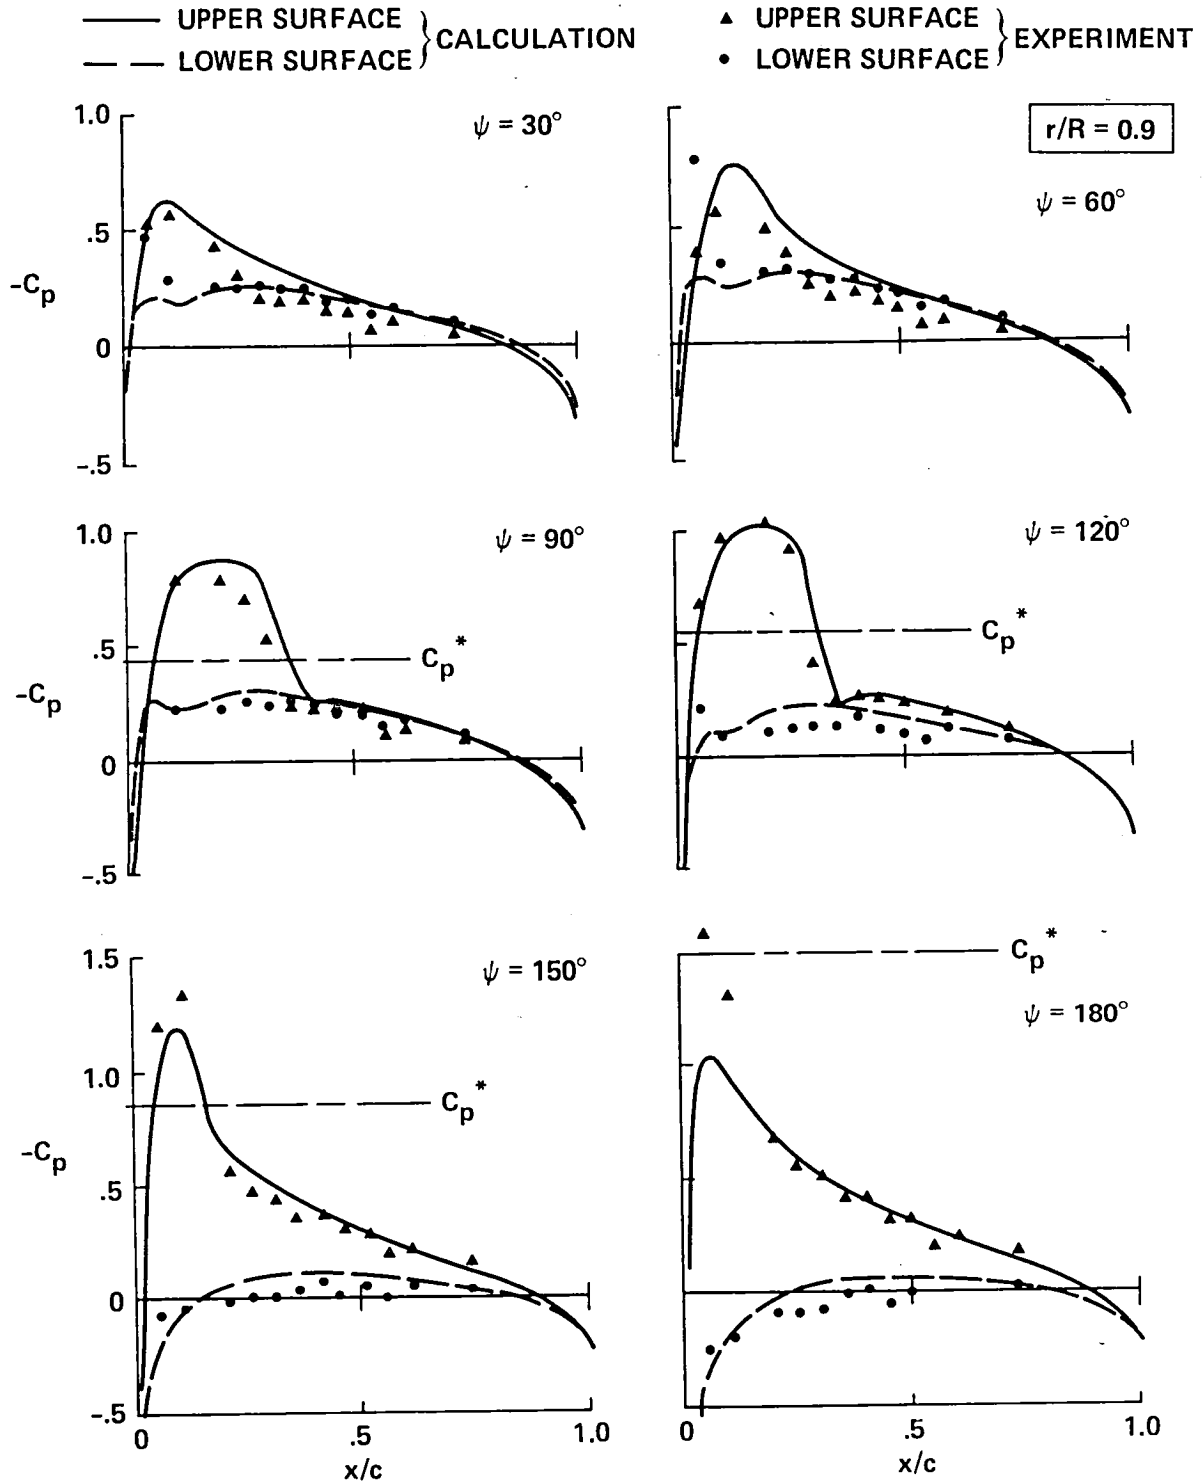 UPPER SURFACE
LOWER SURFACE
CALCULATION
UPPER SURFACE
LOWER SURFACE
EXPERIMENT
1.0
.5
-Cp
0
-.5
ψ = 30°
r/R = 0.9
ψ = 60°
1.0
.5
-Cp
0
-.5
ψ = 90°
Cp*
ψ = 120°
Cp*
1.5
1.0
-Cp
.5
0
-.5
ψ = 150°
Cp*
0
.5
1.0
x/c
Cp*
ψ = 180°
0
.5
1.0
x/c